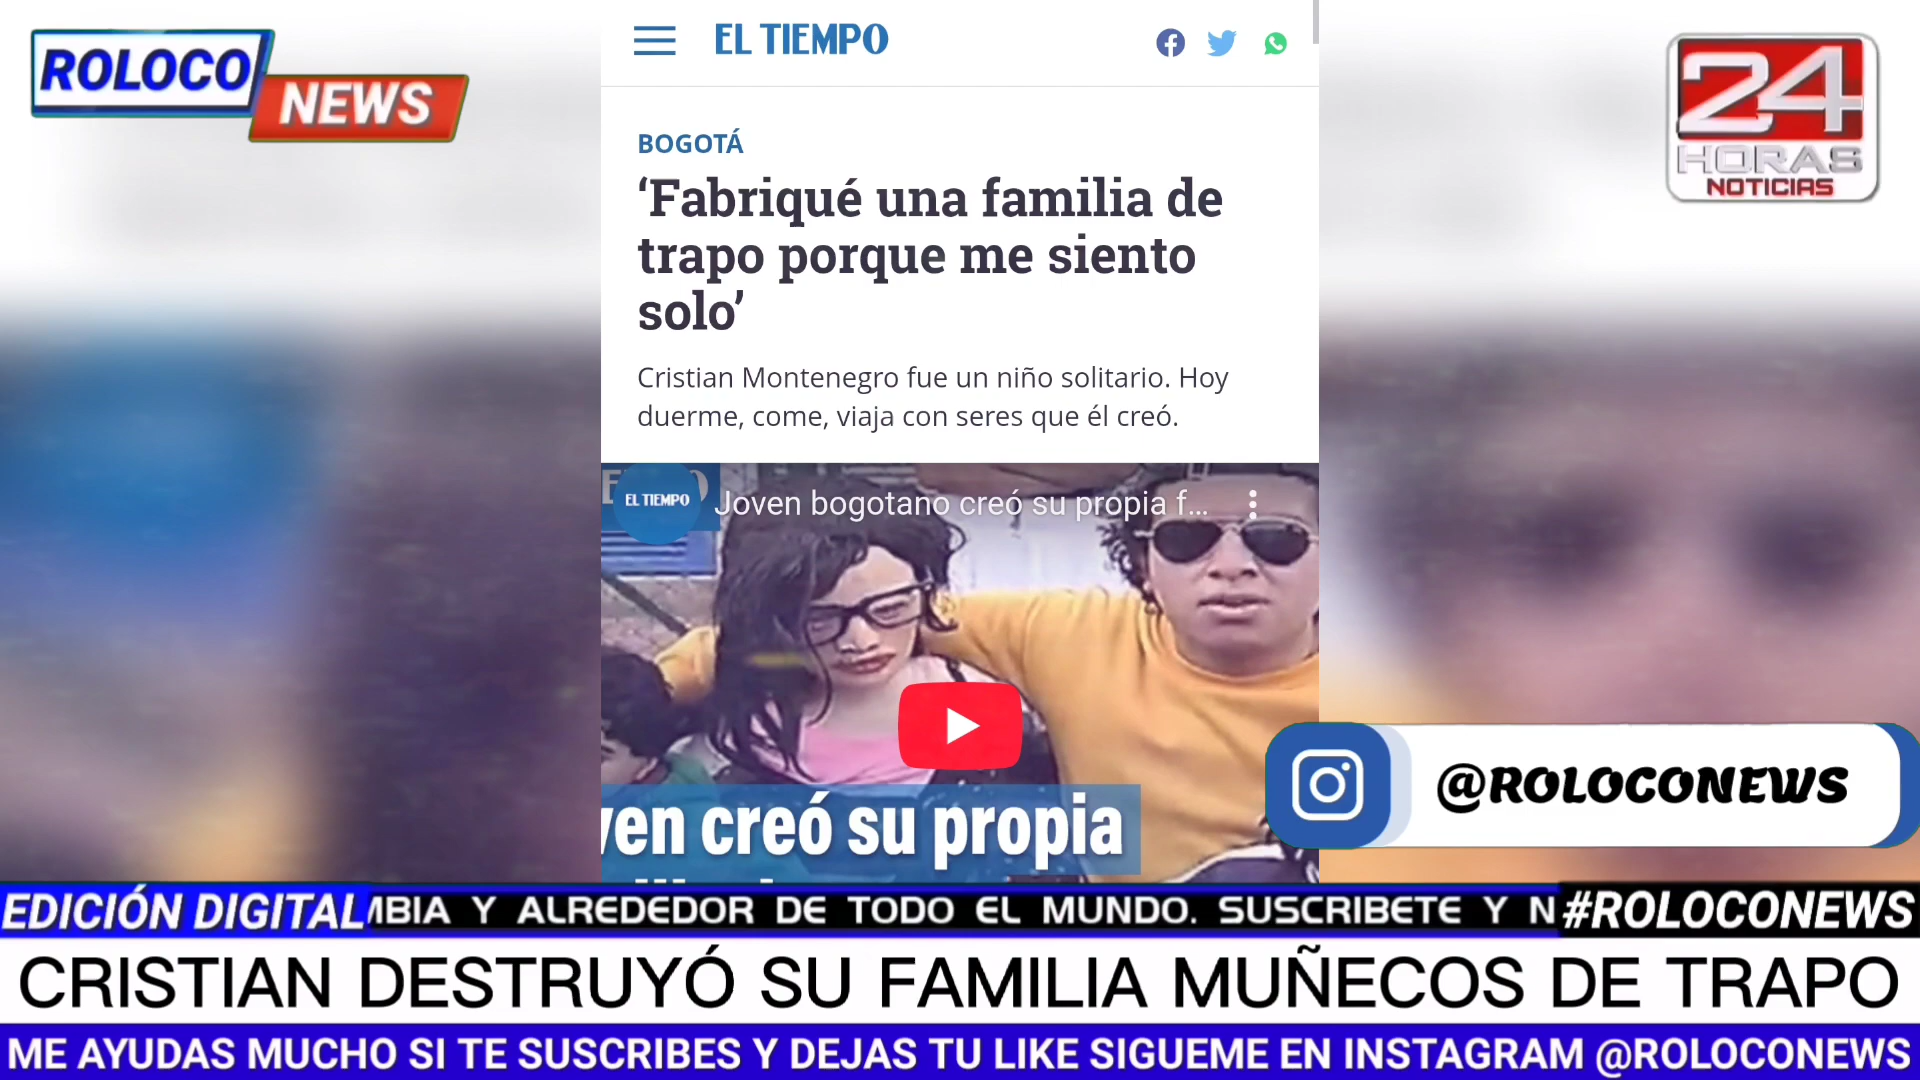 ROLOCO
NEWS
EL TIEMPO
24
HORAS
NOTICIAS
BOGOTÁ
‘Fabriqué una familia de
trapo porque me siento
solo’
Cristian Montenegro fue un niño solitario. Hoy
duerme, come, viaja con seres que él creó.
EL TIEMPO
Joven bogotano creó su propia f...
ven creó su propia
@ROLOCONEWS
EDICIÓN DIGITAL
MBIA Y ALREDEDOR DE TODO EL MUNDO. SUSCRIBETE Y N
#ROLOCONEWS
CRISTIAN DESTRUYÓ SU FAMILIA MUÑECOS DE TRAPO
ME AYUDAS MUCHO SI TE SUSCRIBES Y DEJAS TU LIKE SIGUEME EN INSTAGRAM @ROLOCONEWS